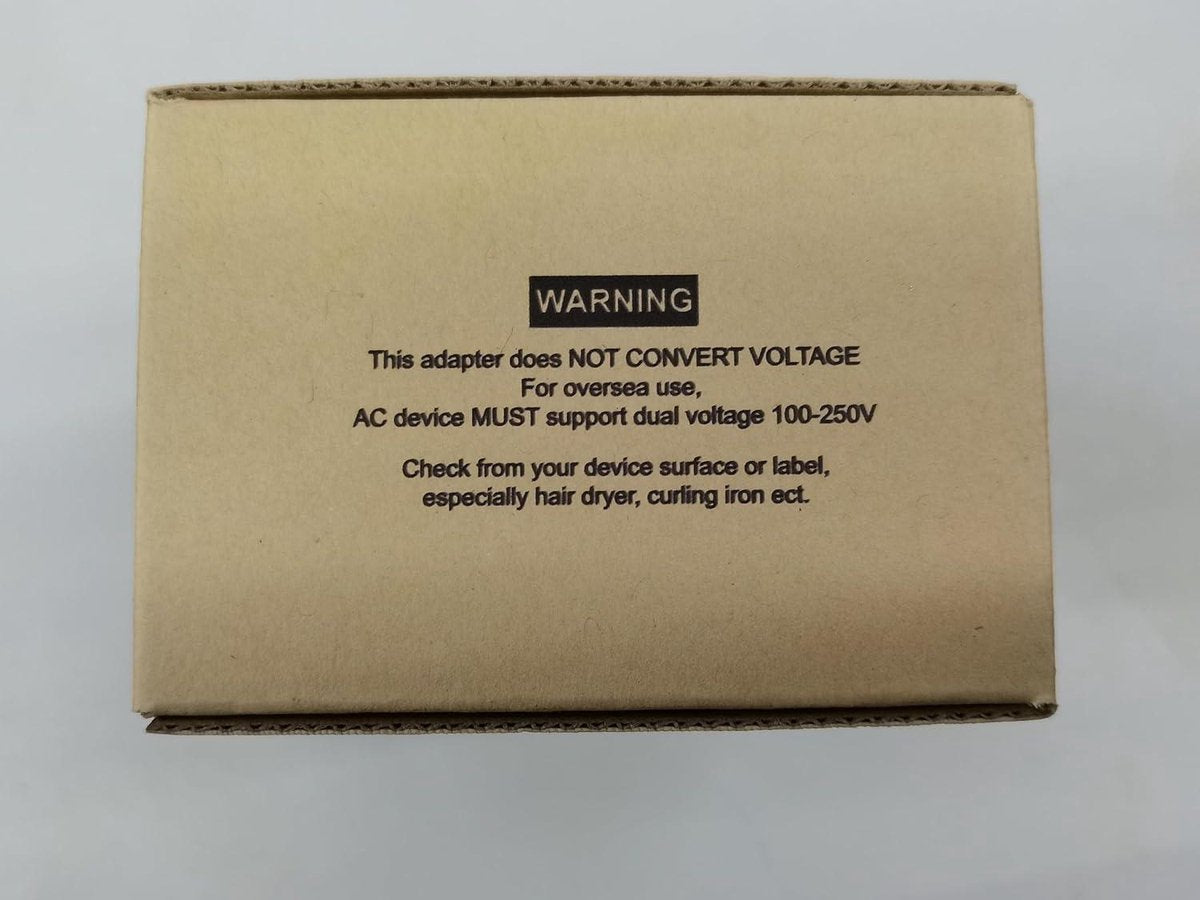 WARNING
This adapter does NOT CONVERT VOLTAGE
For oversea use,
AC device MUST support dual voltage 100-250V
Check from your device surface or label,
especially hair dryer, curling iron ect.